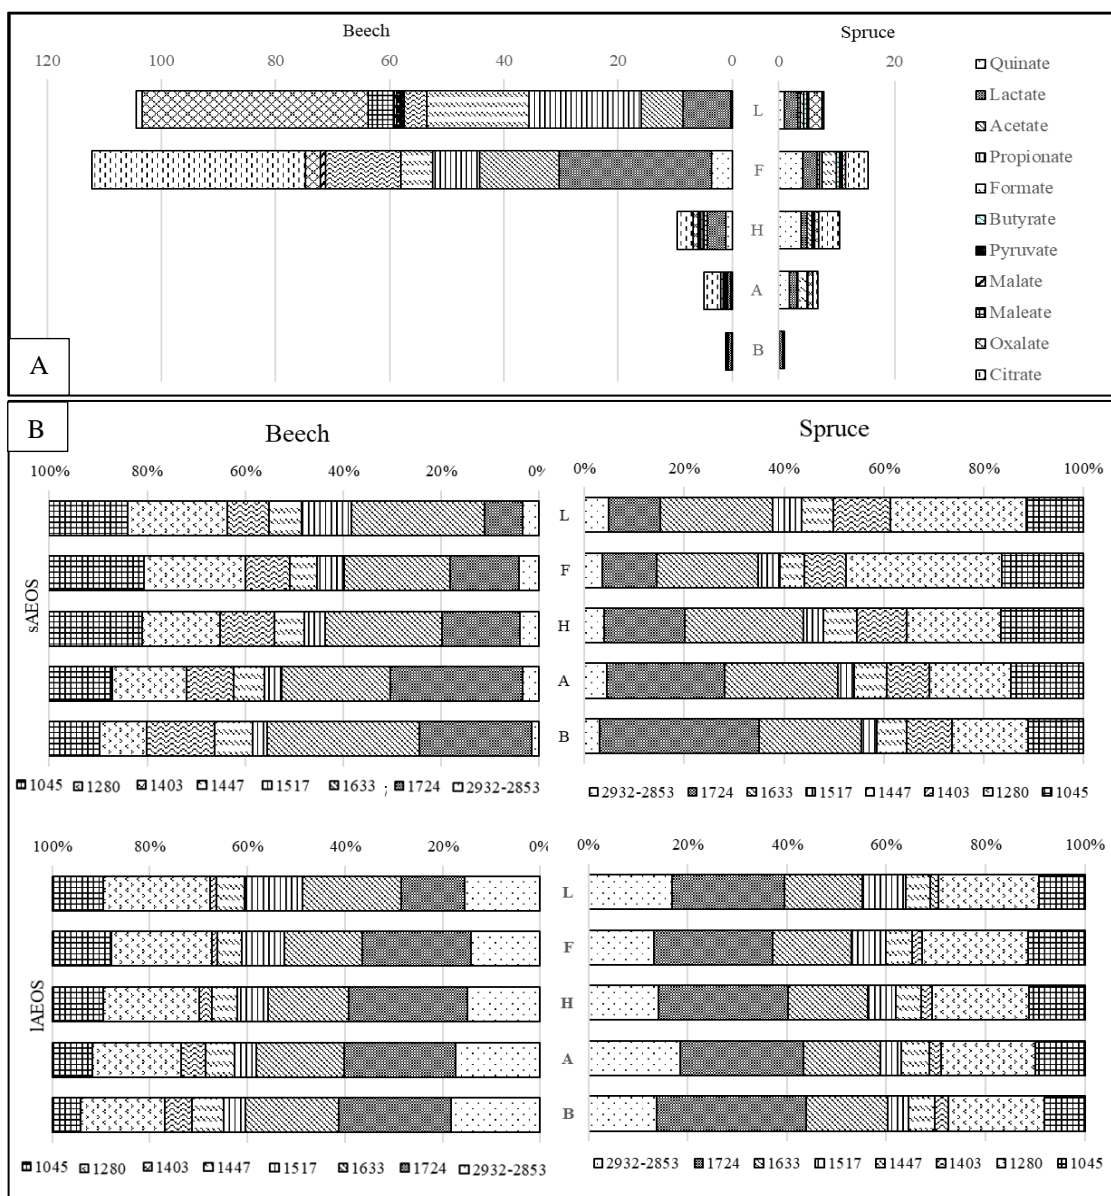 Beech Spruce
120 100 80 60 40 20 0 0 20
Quinate
L
Lactate
Acetate
Propionate
F
Formate
Butyrate
H
Pyruvate
Malate
A
Maleate
Oxalate
B
Citrate
A
B
Beech Spruce
100% 80% 60% 40% 20% 0% 0% 20% 40% 60% 80% 100%
sAEOS
L
F
H
A
B
1045 1280 1403 1447 1517 1633 ; 1724 2932-2853
2932-2853 1724 1633 1517 1447 1403 1280 1045
100% 80% 60% 40% 20% 0% 0% 20% 40% 60% 80% 100%
lAEOS
L
F
H
A
B
1045 1280 1403 1447 1517 1633 1724 2932-2853
2932-2853 1724 1633 1517 1447 1403 1280 1045